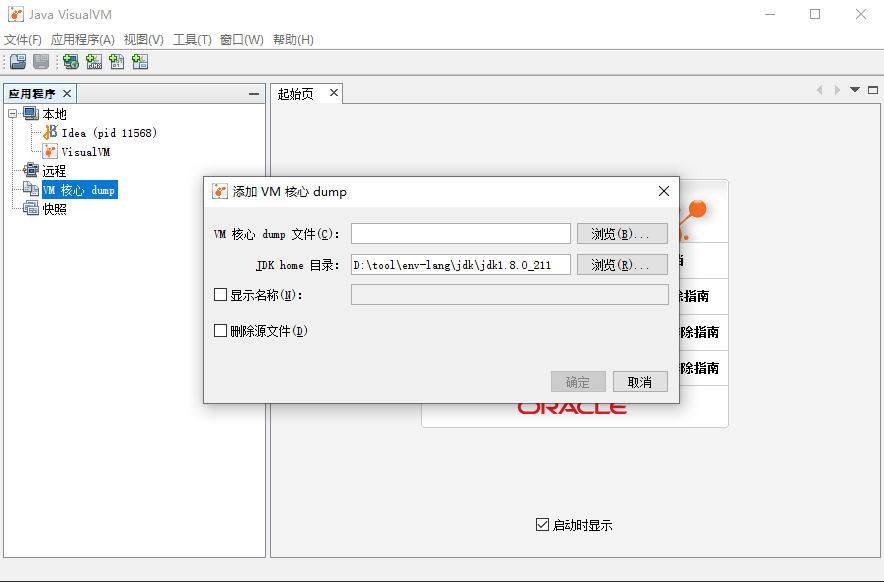 Java VisualVM
文件(F) 应用程序(A) 视图(V) 工具(T) 窗口(W) 帮助(H)
应用程序
本地
Idea (pid 11568)
VisualVM
远程
VM 核心 dump
快照
起始页
添加 VM 核心 dump
VM 核心 dump 文件(C):
浏览(B)...
JDK home 目录:
D:\tool\env-lang\jdk\jdk1.8.0_211
浏览(R)...
显示名称(N):
删除源文件(D)
确定
取消
除指南
除指南
除指南
ORACLE
启动时显示